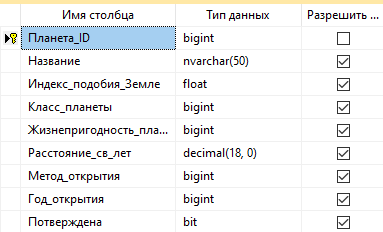 Имя столбца Тип данных Разрешить ...
Планета_ID bigint
Название nvarchar(50)
Индекс_подобия_Земле float
Класс_планеты bigint
Жизнепригодность_пла... bigint
Расстояние_св_лет decimal(18, 0)
Метод_открытия bigint
Год_открытия bigint
Потверждена bit